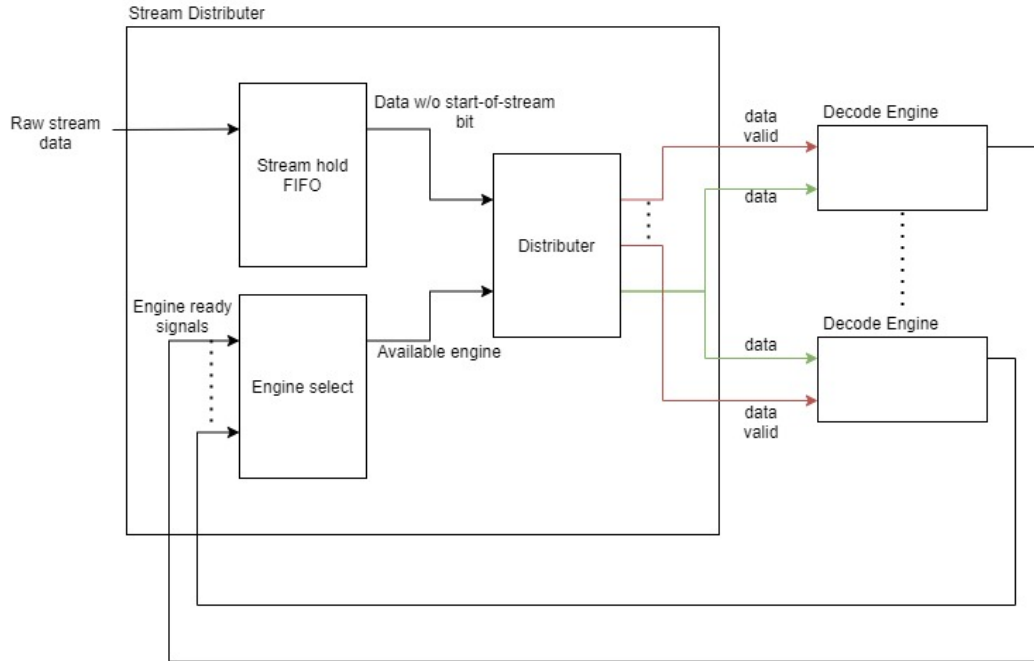 Stream Distributer
Raw stream
data
Stream hold
FIFO
Data w/o start-of-stream
bit
Distributer
data
valid
Decode Engine
data
Engine ready
signals
Engine select
Available engine
Decode Engine
data
data
valid